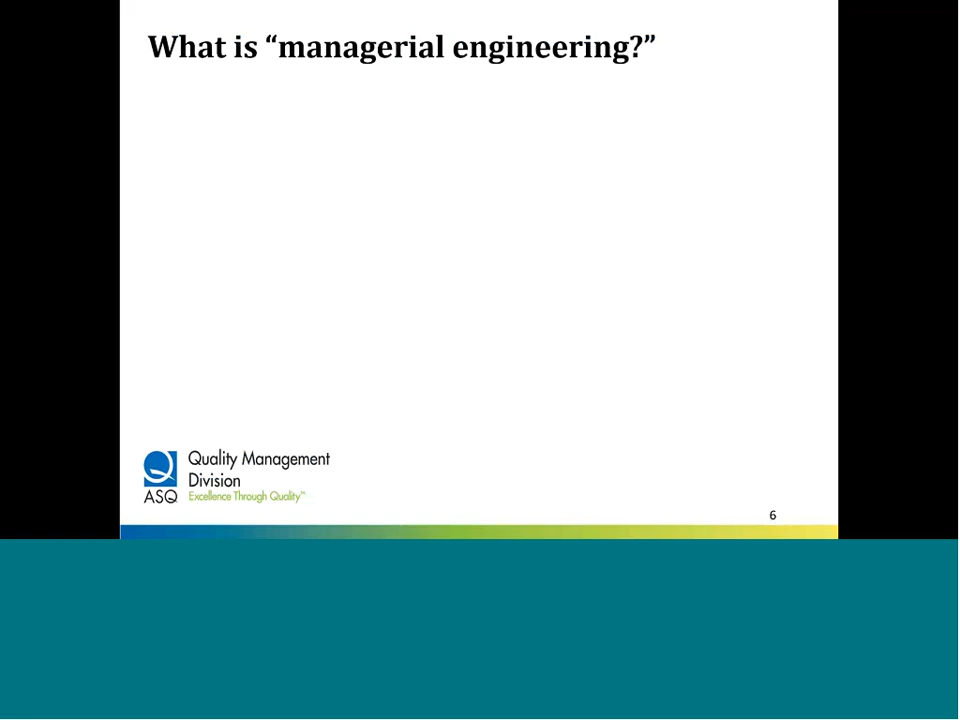 What is “managerial engineering?”
Quality Management
Division
ASQ Excellence Through Quality™
6